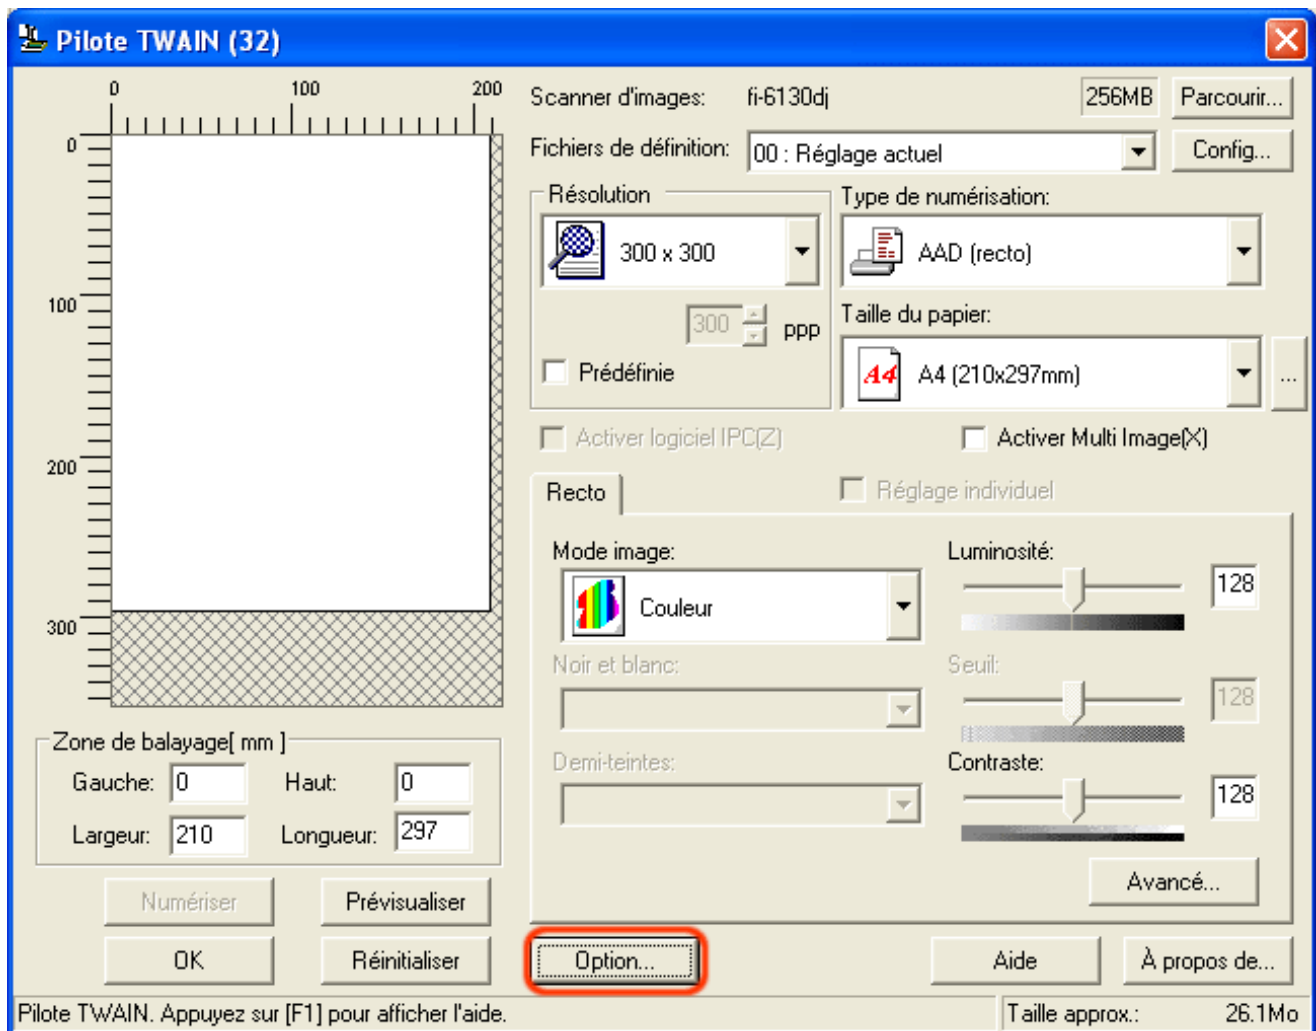 Pilote TWAIN (32)
0 100 200
0
100
200
300
Scanner d'images: fi-6130dj 256MB Parcourir...
Fichiers de définition: 00 : Réglage actuel Config...
Résolution
300 x 300
300 ppp
Prédéfinie
Type de numérisation:
AAD (recto)
Taille du papier:
A4 A4 (210x297mm) ...
Activer logiciel IPC(Z) Activer Multi Image(X)
Recto Réglage individuel
Mode image:
Couleur
Noir et blanc:
Demi-teintes:
Luminosité:
128
Seuil:
128
Contraste:
128
Avancé...
Zone de balayage[ mm ]
Gauche: 0 Haut: 0
Largeur: 210 Longueur: 297
Numériser Prévisualiser
OK Réinitialiser Option... Aide À propos de...
Pilote TWAIN. Appuyez sur [F1] pour afficher l'aide. Taille approx.: 26.1Mo